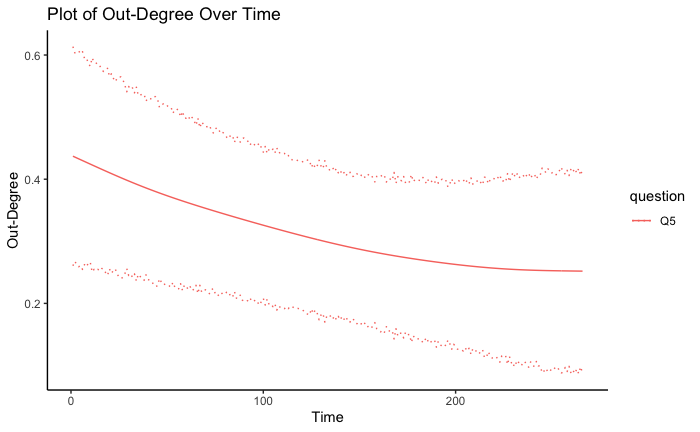 Plot of Out-Degree Over Time
0.6
0.4
0.2
Out-Degree
0 100 200
Time
question
Q5